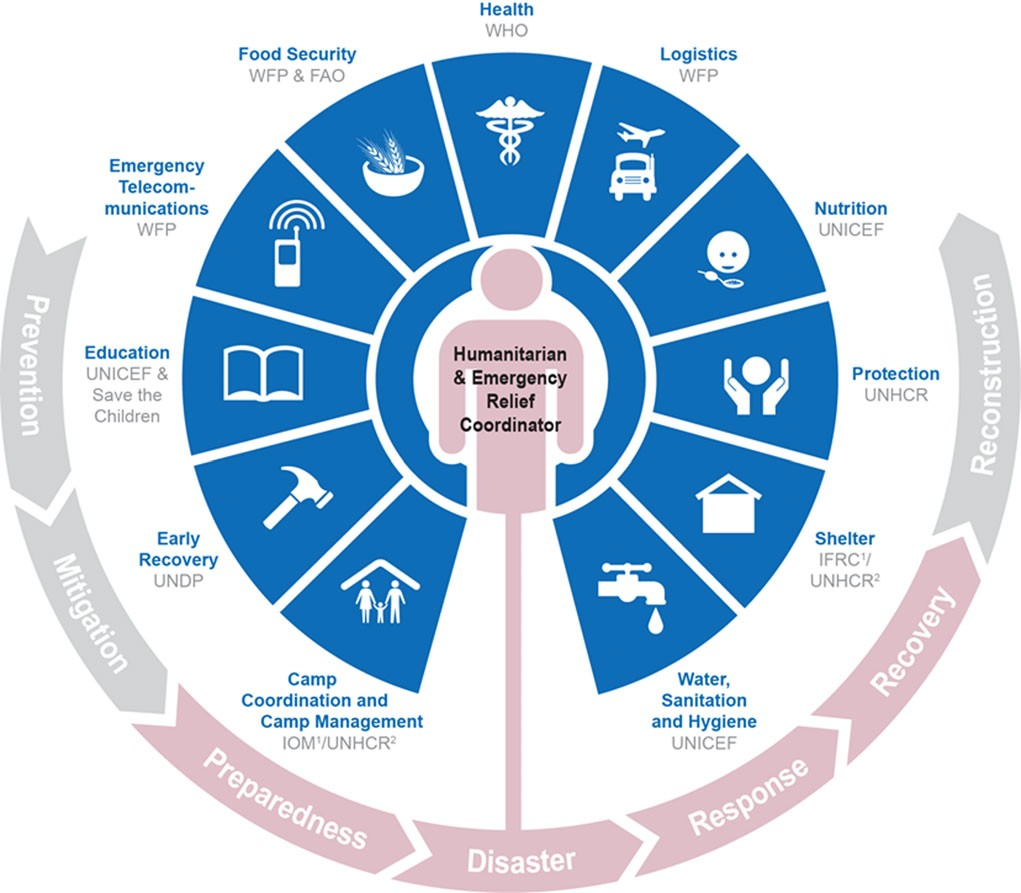 Health
WHO
Food Security
WFP & FAO
Logistics
WFP
Emergency
Telecom-
munications
WFP
Nutrition
UNICEF
Education
UNICEF &
Save the
Children
Protection
UNHCR
Humanitarian
& Emergency
Relief
Coordinator
Early
Recovery
UNDP
Shelter
IFRC¹/
UNHCR²
Camp
Coordination and
Camp Management
IOM¹/UNHCR²
Water,
Sanitation
and Hygiene
UNICEF
Prevention
Mitigation
Preparedness
Disaster
Response
Recovery
Reconstruction